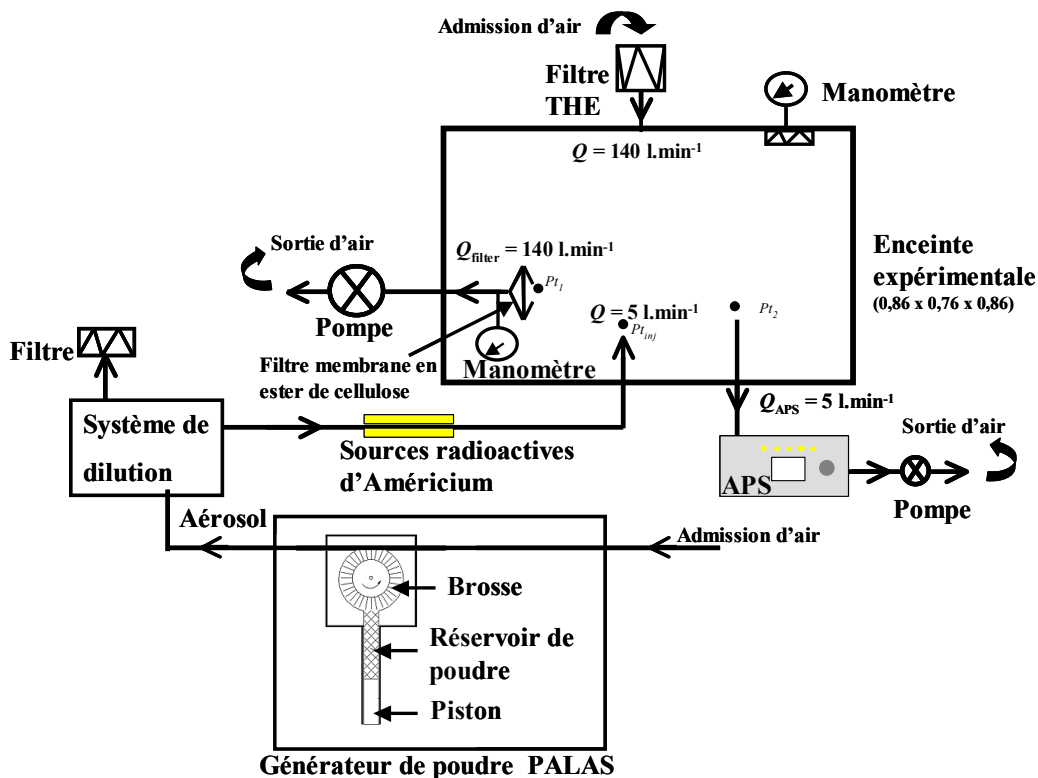 Admission d'air
Filtre
THE
Manomètre
Q = 140 l.min-1
Sortie d'air
Qfilter = 140 l.min-1
Pt1
Enceinte
expérimentale
(0,86 x 0,76 x 0,86)
Q = 5 l.min-1
Ptinj
Pt2
Pompe
Filtre
Filtre membrane en
ester de cellulose
Manomètre
QAPS = 5 l.min-1
Système de
dilution
Sources radioactives
d'Américium
Sortie d'air
APS
Pompe
Aérosol
Admission d'air
Brosse
Réservoir de
poudre
Piston
Générateur de poudre PALAS